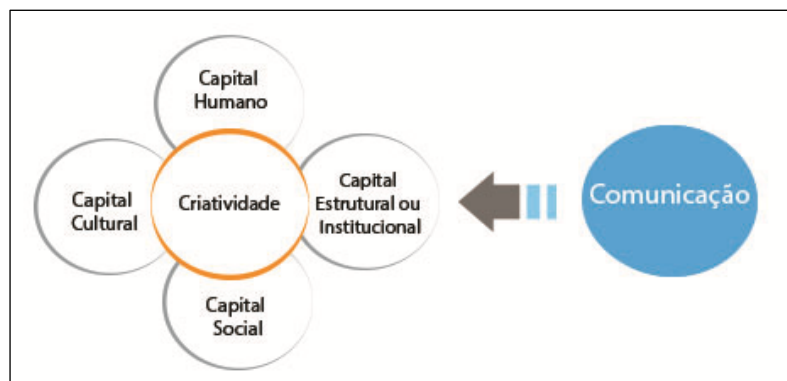 Capital
Humano
Capital
Cultural
Criatividade
Capital
Estrutural ou
Institucional
Capital
Social
Comunicação